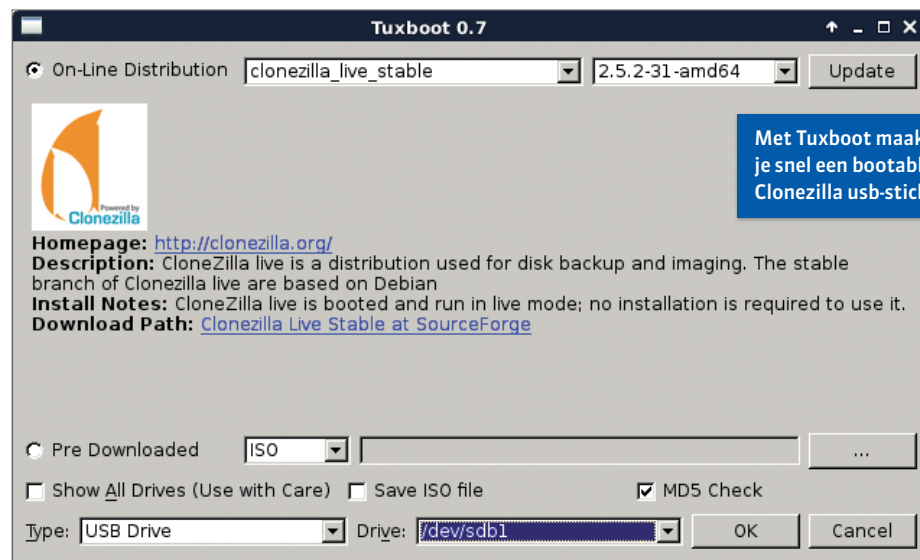 Tuxboot 0.7
On-Line Distribution clonezilla_live_stable 2.5.2-31-amd64 Update
Met Tuxboot maak
je snel een bootabl
Clonezilla usb-stic
Powered by
Clonezilla
Homepage: http://clonezilla.org/
Description: CloneZilla live is a distribution used for disk backup and imaging. The stable
branch of Clonezilla live are based on Debian
Install Notes: CloneZilla live is booted and run in live mode; no installation is required to use it.
Download Path: Clonezilla Live Stable at SourceForge
Pre Downloaded ISO ...
Show All Drives (Use with Care) Save ISO file MD5 Check
Type: USB Drive Drive: /dev/sdb1 OK Cancel